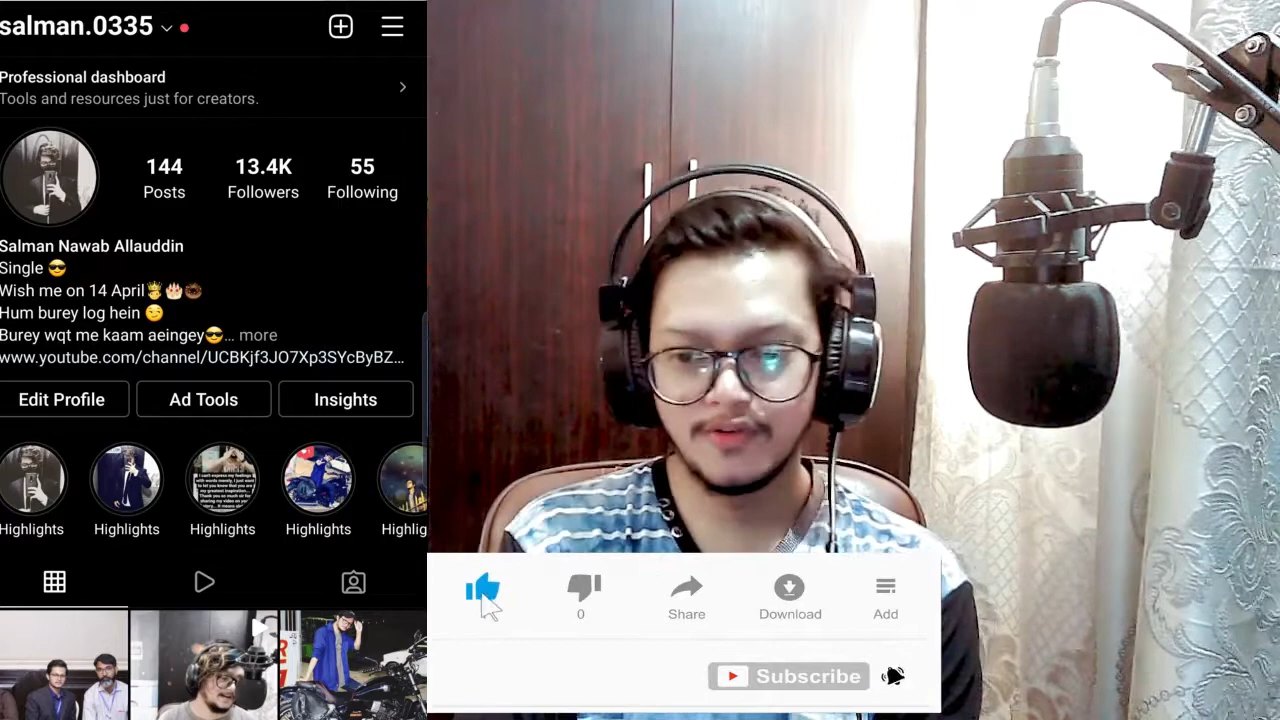 salman.0335
Professional dashboard
Tools and resources just for creators.
144
Posts
13.4K
Followers
55
Following
Salman Nawab Allauddin
Single 😎
Wish me on 14 April🤴🎂🍩
Hum burey log hein 😏
Burey wqt me kaam aeingey😎... more
www.youtube.com/channel/UCBKjf3JO7Xp3SYcByBZ...
Edit Profile
Ad Tools
Insights
Highlights
Highlights
Highlights
Highlights
Highlig
0
Share
Download
Add
Subscribe